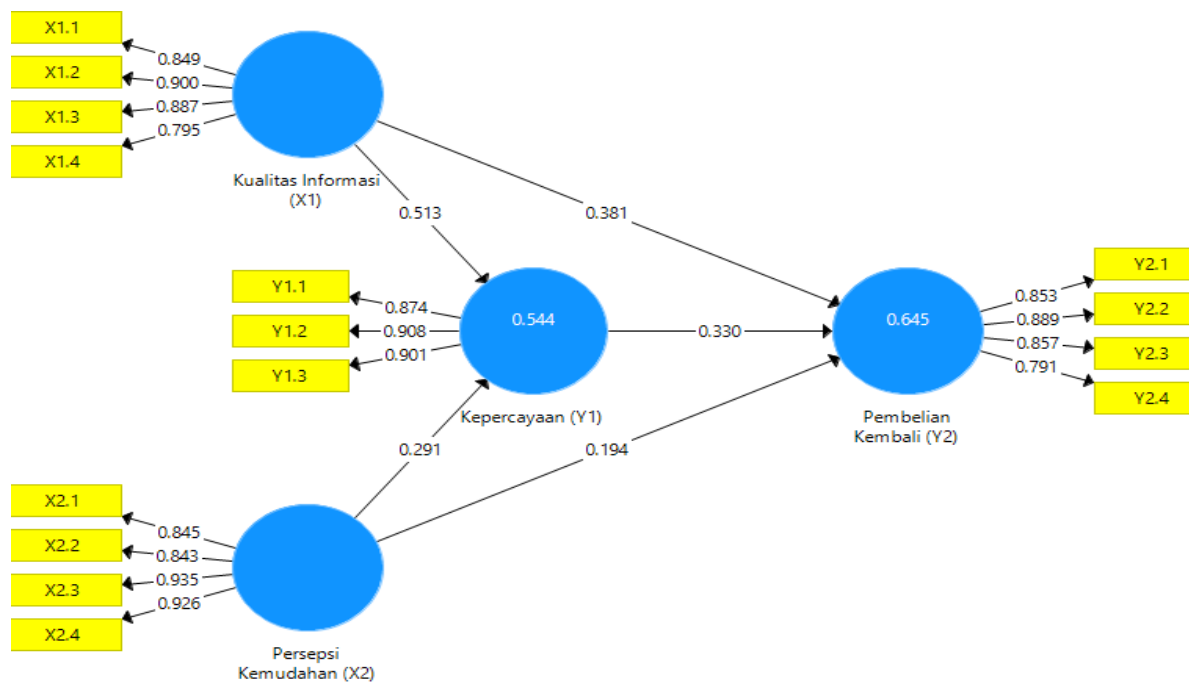 X1.1
X1.2
X1.3
X1.4
0.849
0.900
0.887
0.795
Kualitas Informasi
(X1)
0.513
0.381
Y1.1
Y1.2
Y1.3
0.874
0.908
0.901
0.544
Kepercayaan (Y1)
0.330
0.645
Pembelian
Kembali (Y2)
0.853
0.889
0.857
0.791
Y2.1
Y2.2
Y2.3
Y2.4
0.291
0.194
X2.1
X2.2
X2.3
X2.4
0.845
0.843
0.935
0.926
Persepsi
Kemudahan (X2)